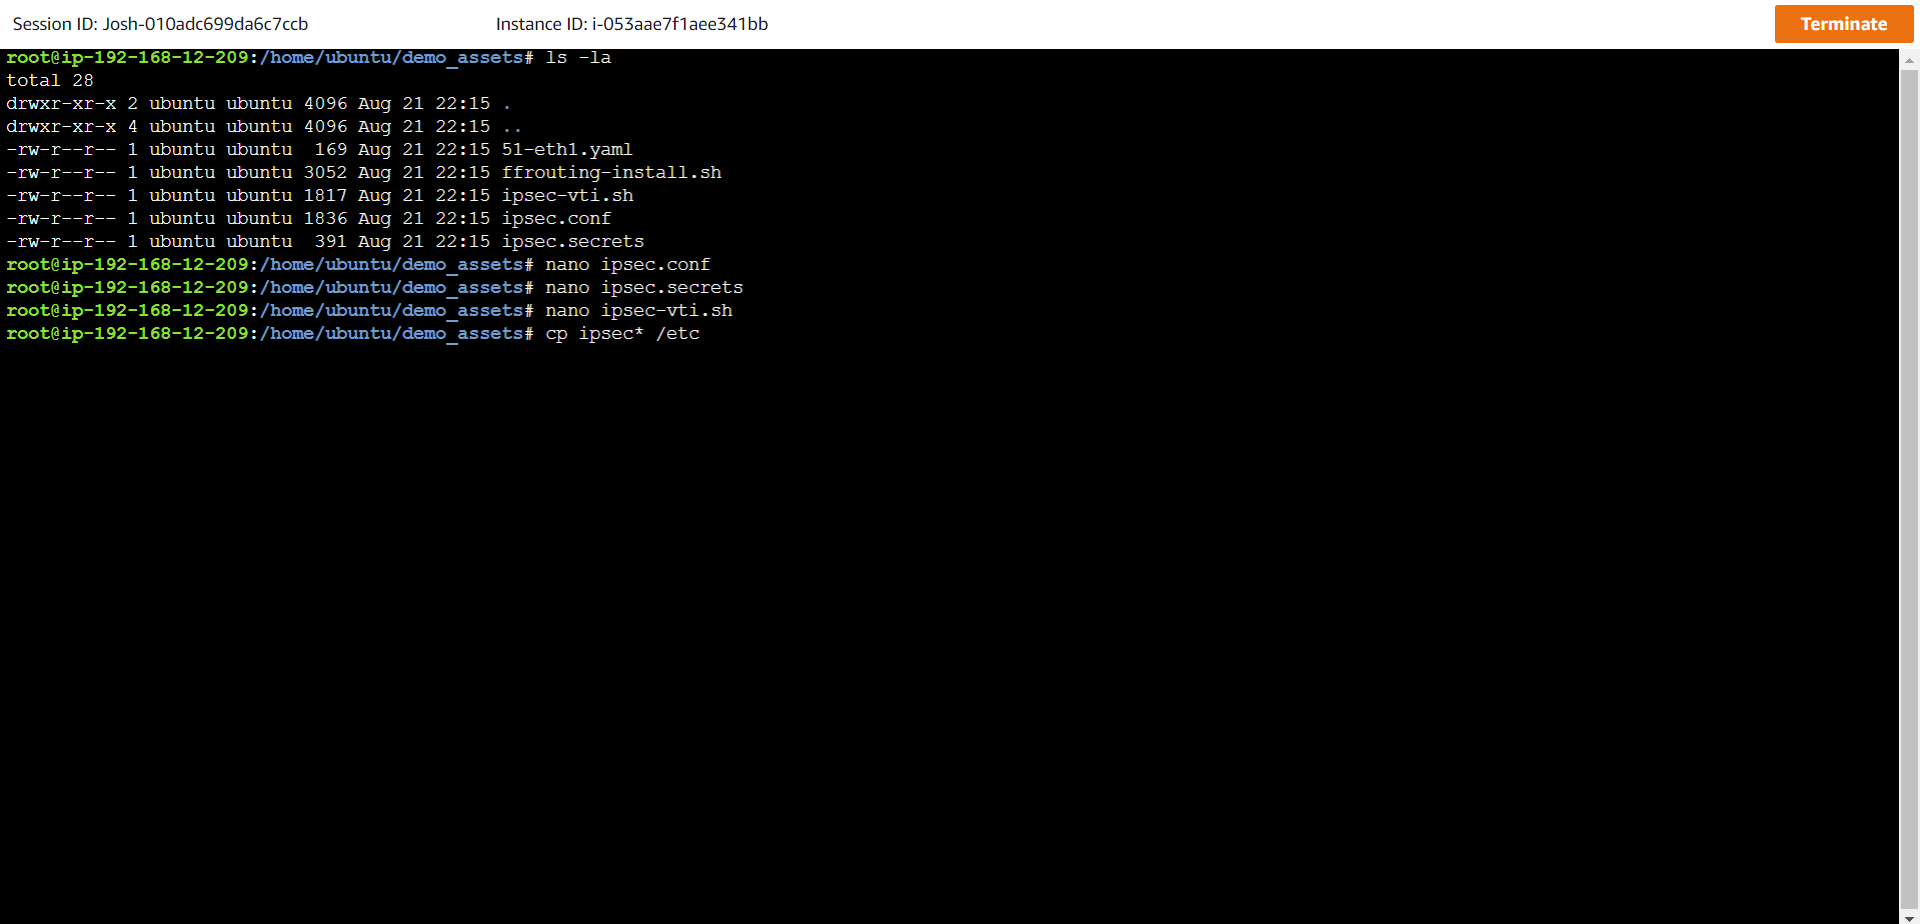 Session ID: Josh-010adc699da6c7ccb Instance ID: i-053aae7f1aee341bb Terminate
root@ip-192-168-12-209:/home/ubuntu/demo_assets# ls -la
total 28
drwxr-xr-x 2 ubuntu ubuntu 4096 Aug 21 22:15 .
drwxr-xr-x 4 ubuntu ubuntu 4096 Aug 21 22:15 ..
-rw-r--r-- 1 ubuntu ubuntu  169 Aug 21 22:15 51-eth1.yaml
-rw-r--r-- 1 ubuntu ubuntu 3052 Aug 21 22:15 ffrouting-install.sh
-rw-r--r-- 1 ubuntu ubuntu 1817 Aug 21 22:15 ipsec-vti.sh
-rw-r--r-- 1 ubuntu ubuntu 1836 Aug 21 22:15 ipsec.conf
-rw-r--r-- 1 ubuntu ubuntu  391 Aug 21 22:15 ipsec.secrets
root@ip-192-168-12-209:/home/ubuntu/demo_assets# nano ipsec.conf
root@ip-192-168-12-209:/home/ubuntu/demo_assets# nano ipsec.secrets
root@ip-192-168-12-209:/home/ubuntu/demo_assets# nano ipsec-vti.sh
root@ip-192-168-12-209:/home/ubuntu/demo_assets# cp ipsec* /etc